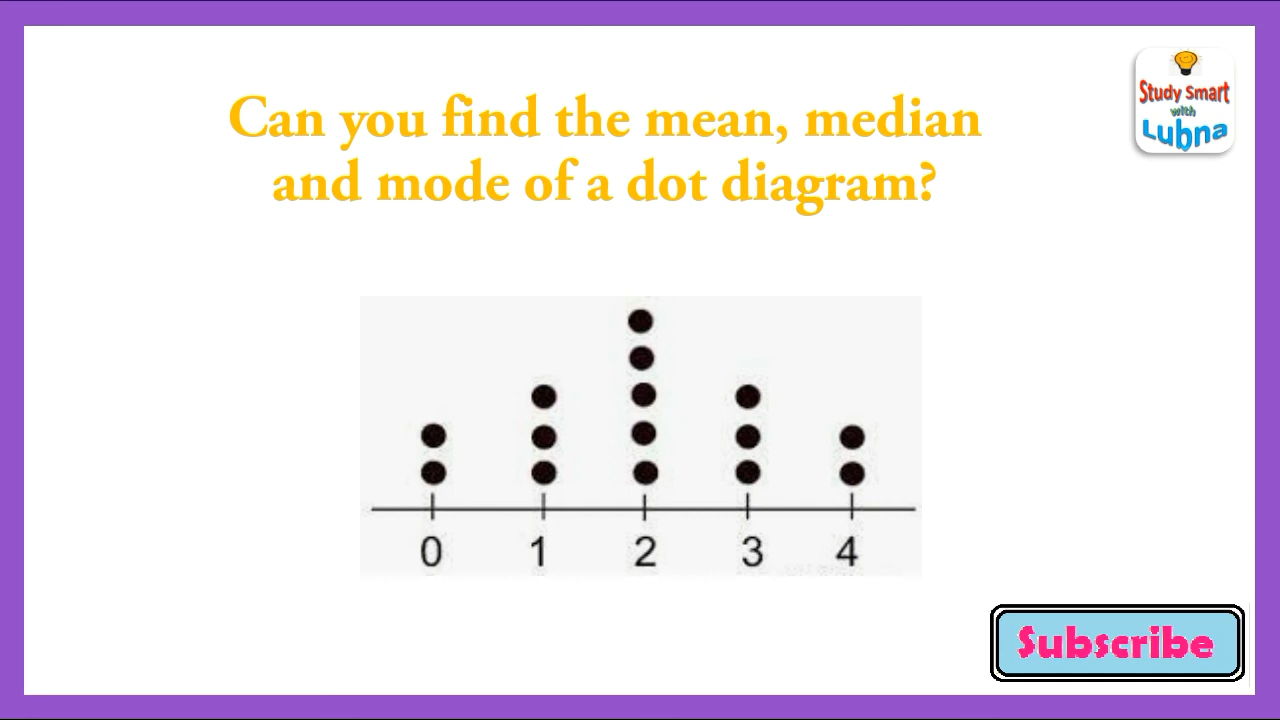 Can you find the mean, median
and mode of a dot diagram?
Study smart
with
Lubna
0 1 2 3 4
Subscribe